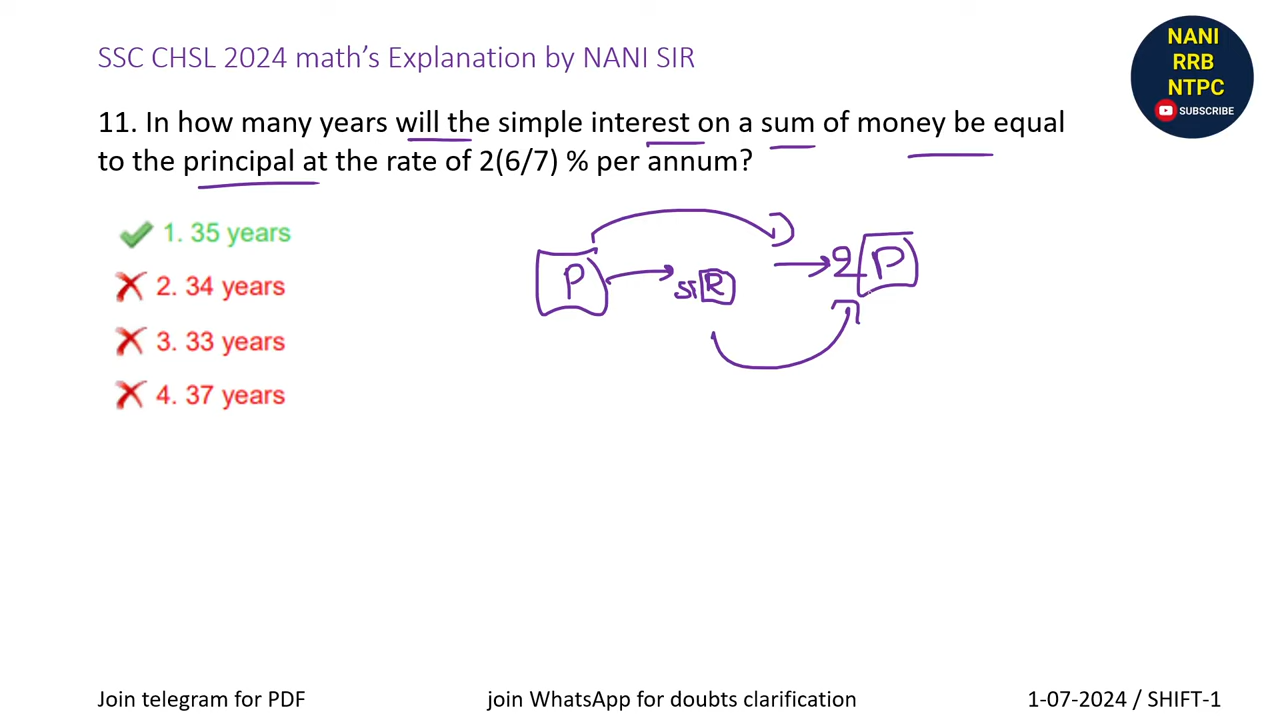 SSC CHSL 2024 math’s Explanation by NANI SIR
NANI
RRB
NTPC
SUBSCRIBE
11. In how many years will the simple interest on a sum of money be equal
to the principal at the rate of 2(6/7) % per annum?
1. 35 years
2. 34 years
3. 33 years
4. 37 years
P
R
2P
Join telegram for PDF
join WhatsApp for doubts clarification
1-07-2024 / SHIFT-1